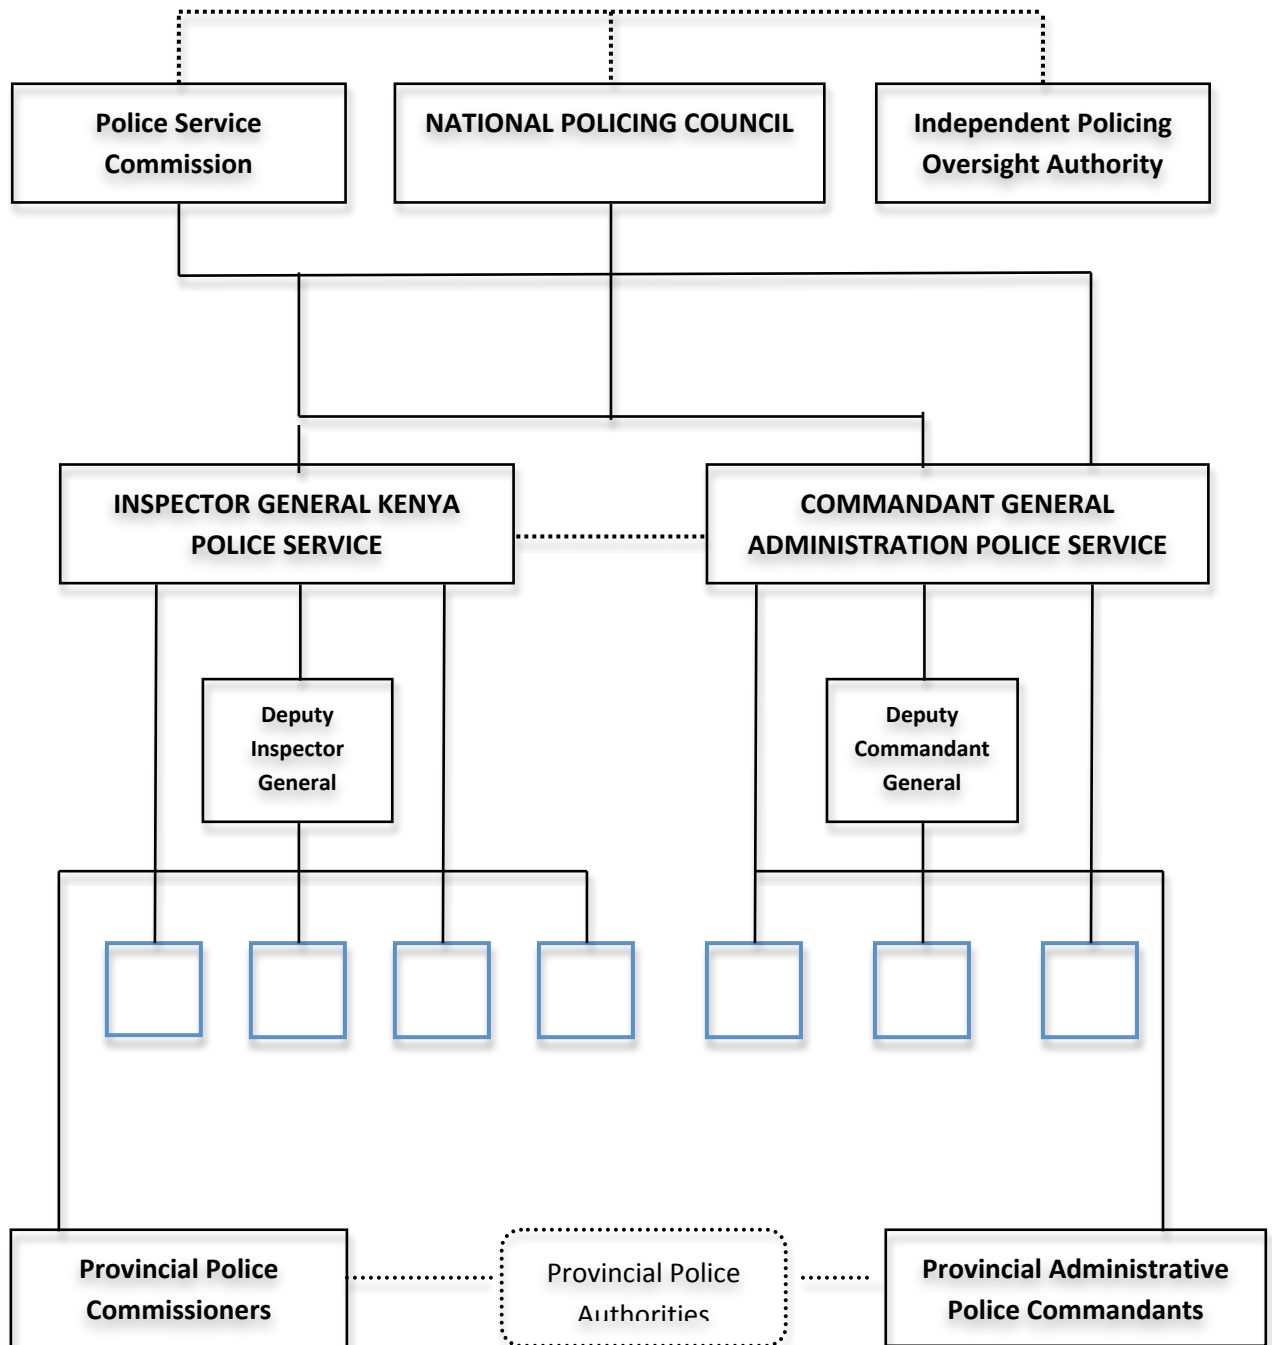 Police Service
Commission
NATIONAL POLICING COUNCIL
Independent Policing
Oversight Authority
INSPECTOR GENERAL KENYA
POLICE SERVICE
COMMANDANT GENERAL
ADMINISTRATION POLICE SERVICE
Deputy
Inspector
General
Deputy
Commandant
General
Provincial Police
Commissioners
Provincial Police
Authorities
Provincial Administrative
Police Commandants